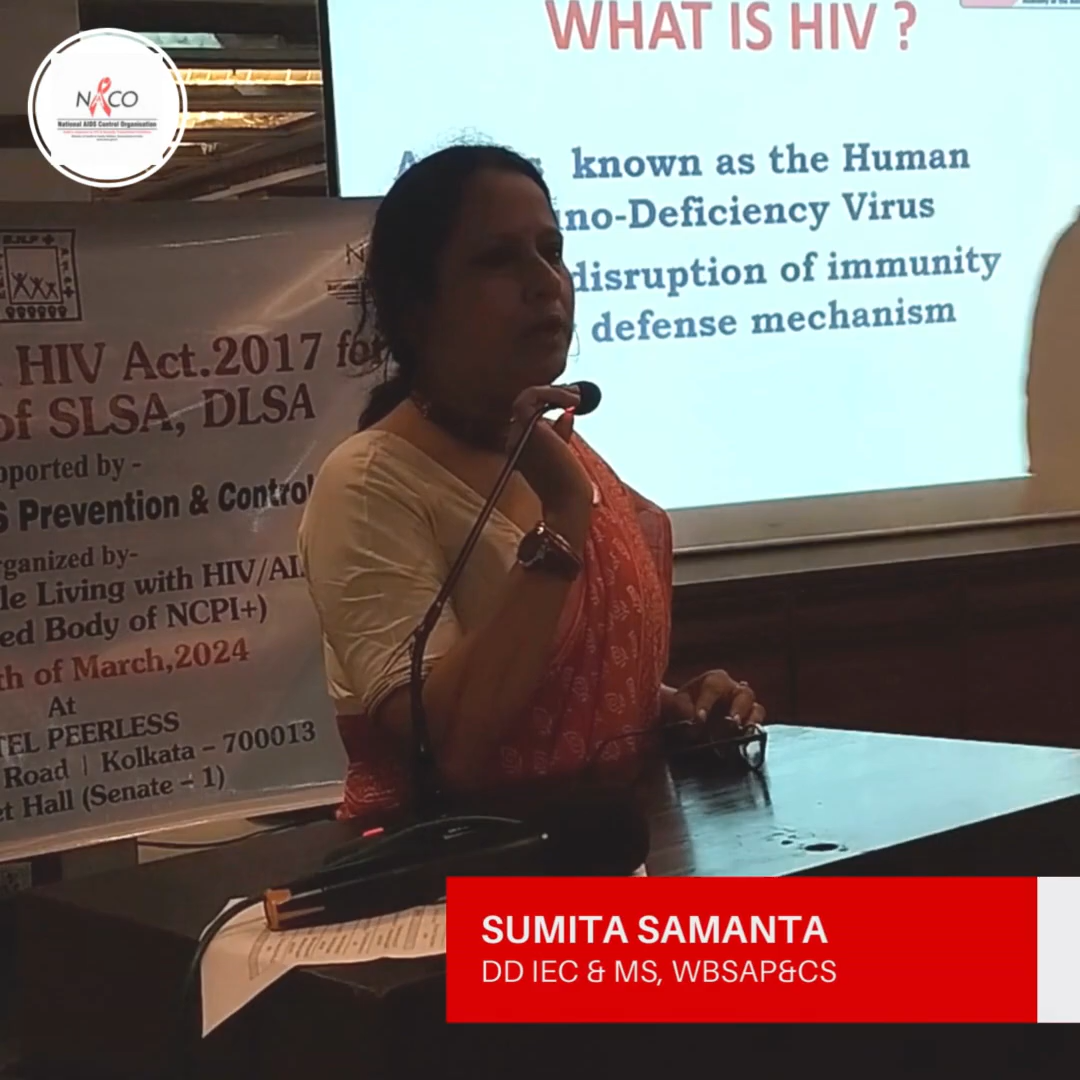 NACO
National AIDS Control Organisation
WHAT IS HIV ?
known as the Human
no-Deficiency Virus
disruption of immunity
defense mechanism
HIV Act.2017 for
of SLSA, DLSA
pported by -
S Prevention & Control
ganized by-
le Living with HIV/AI
ed Body of NCPI+)
th of March,2024
At
TEL PEERLESS
Road | Kolkata – 700013
et Hall (Senate – 1)
SUMITA SAMANTA
DD IEC & MS, WBSAP&CS